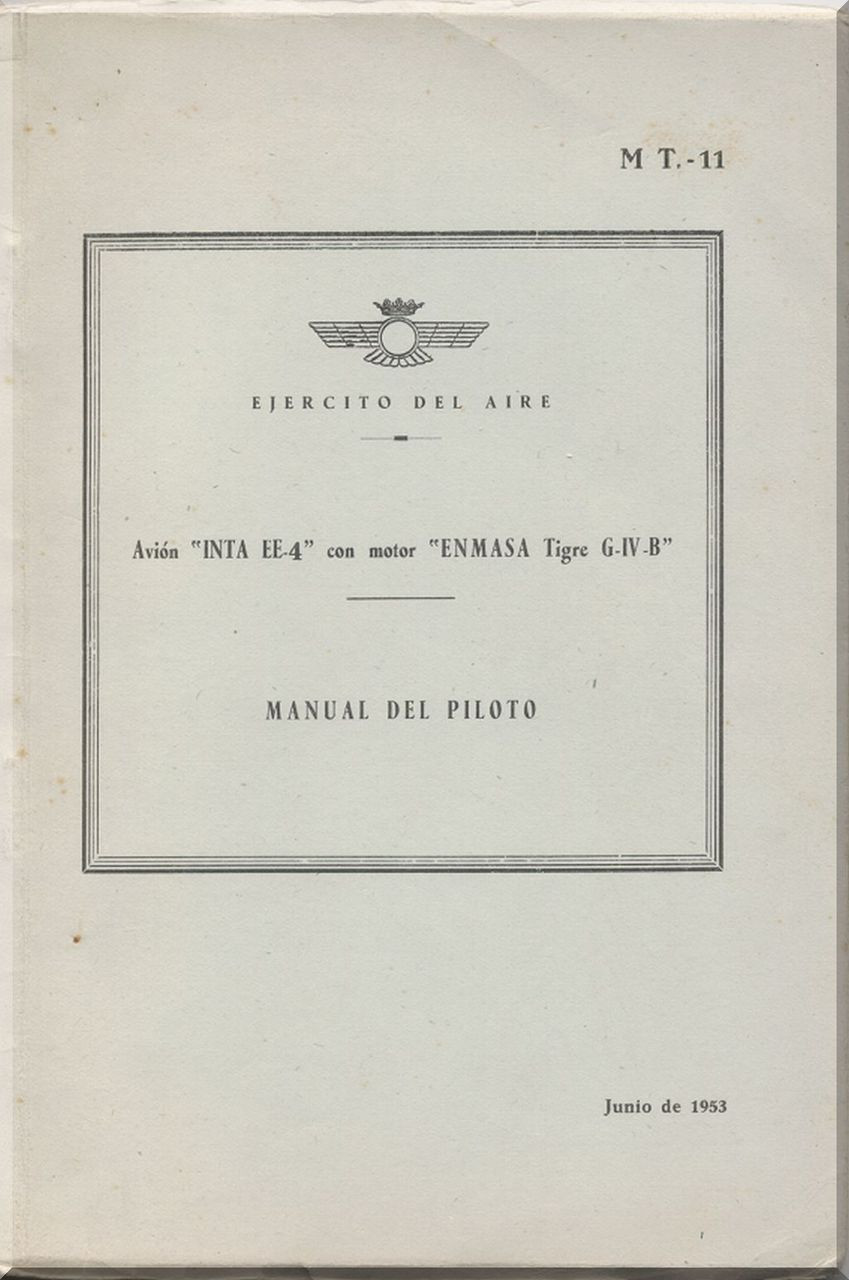 M T.-11
EJERCITO DEL AIRE
Avión "INTA EE-4" con motor "ENMASA Tigre G-IV-B"
MANUAL DEL PILOTO
Junio de 1953